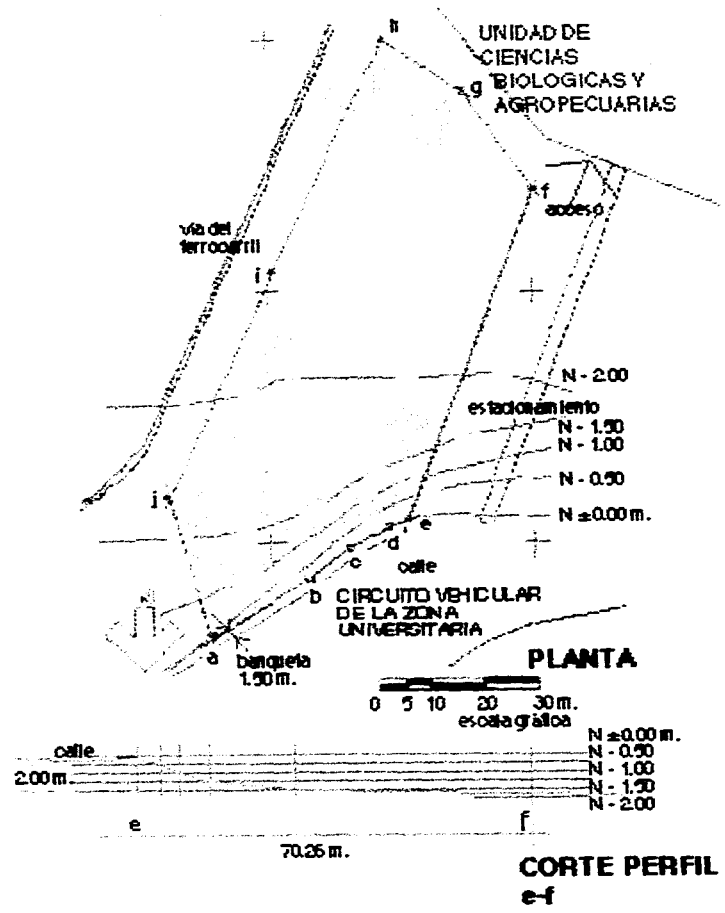 h
UNIDAD DE
CIENCIAS
BIOLOGICAS Y
AGROPECUARIAS
g
f
acceso
vía del
ferrocarril
i
N - 2.00
estacionamiento
N - 1.50
N - 1.00
N - 0.50
N ±0.00 m.
j
e
d
calle
c
b
CIRCUITO VEHICULAR
DE LA ZONA
UNIVERSITARIA
a
banqueta
1.50 m.
PLANTA
0 5 10 20 30 m.
escala gráfica
N ±0.00 m.
calle
N - 0.50
2.00 m.
N - 1.00
N - 1.50
N - 2.00
e
f
70.26 m.
CORTE PERFIL
e-f